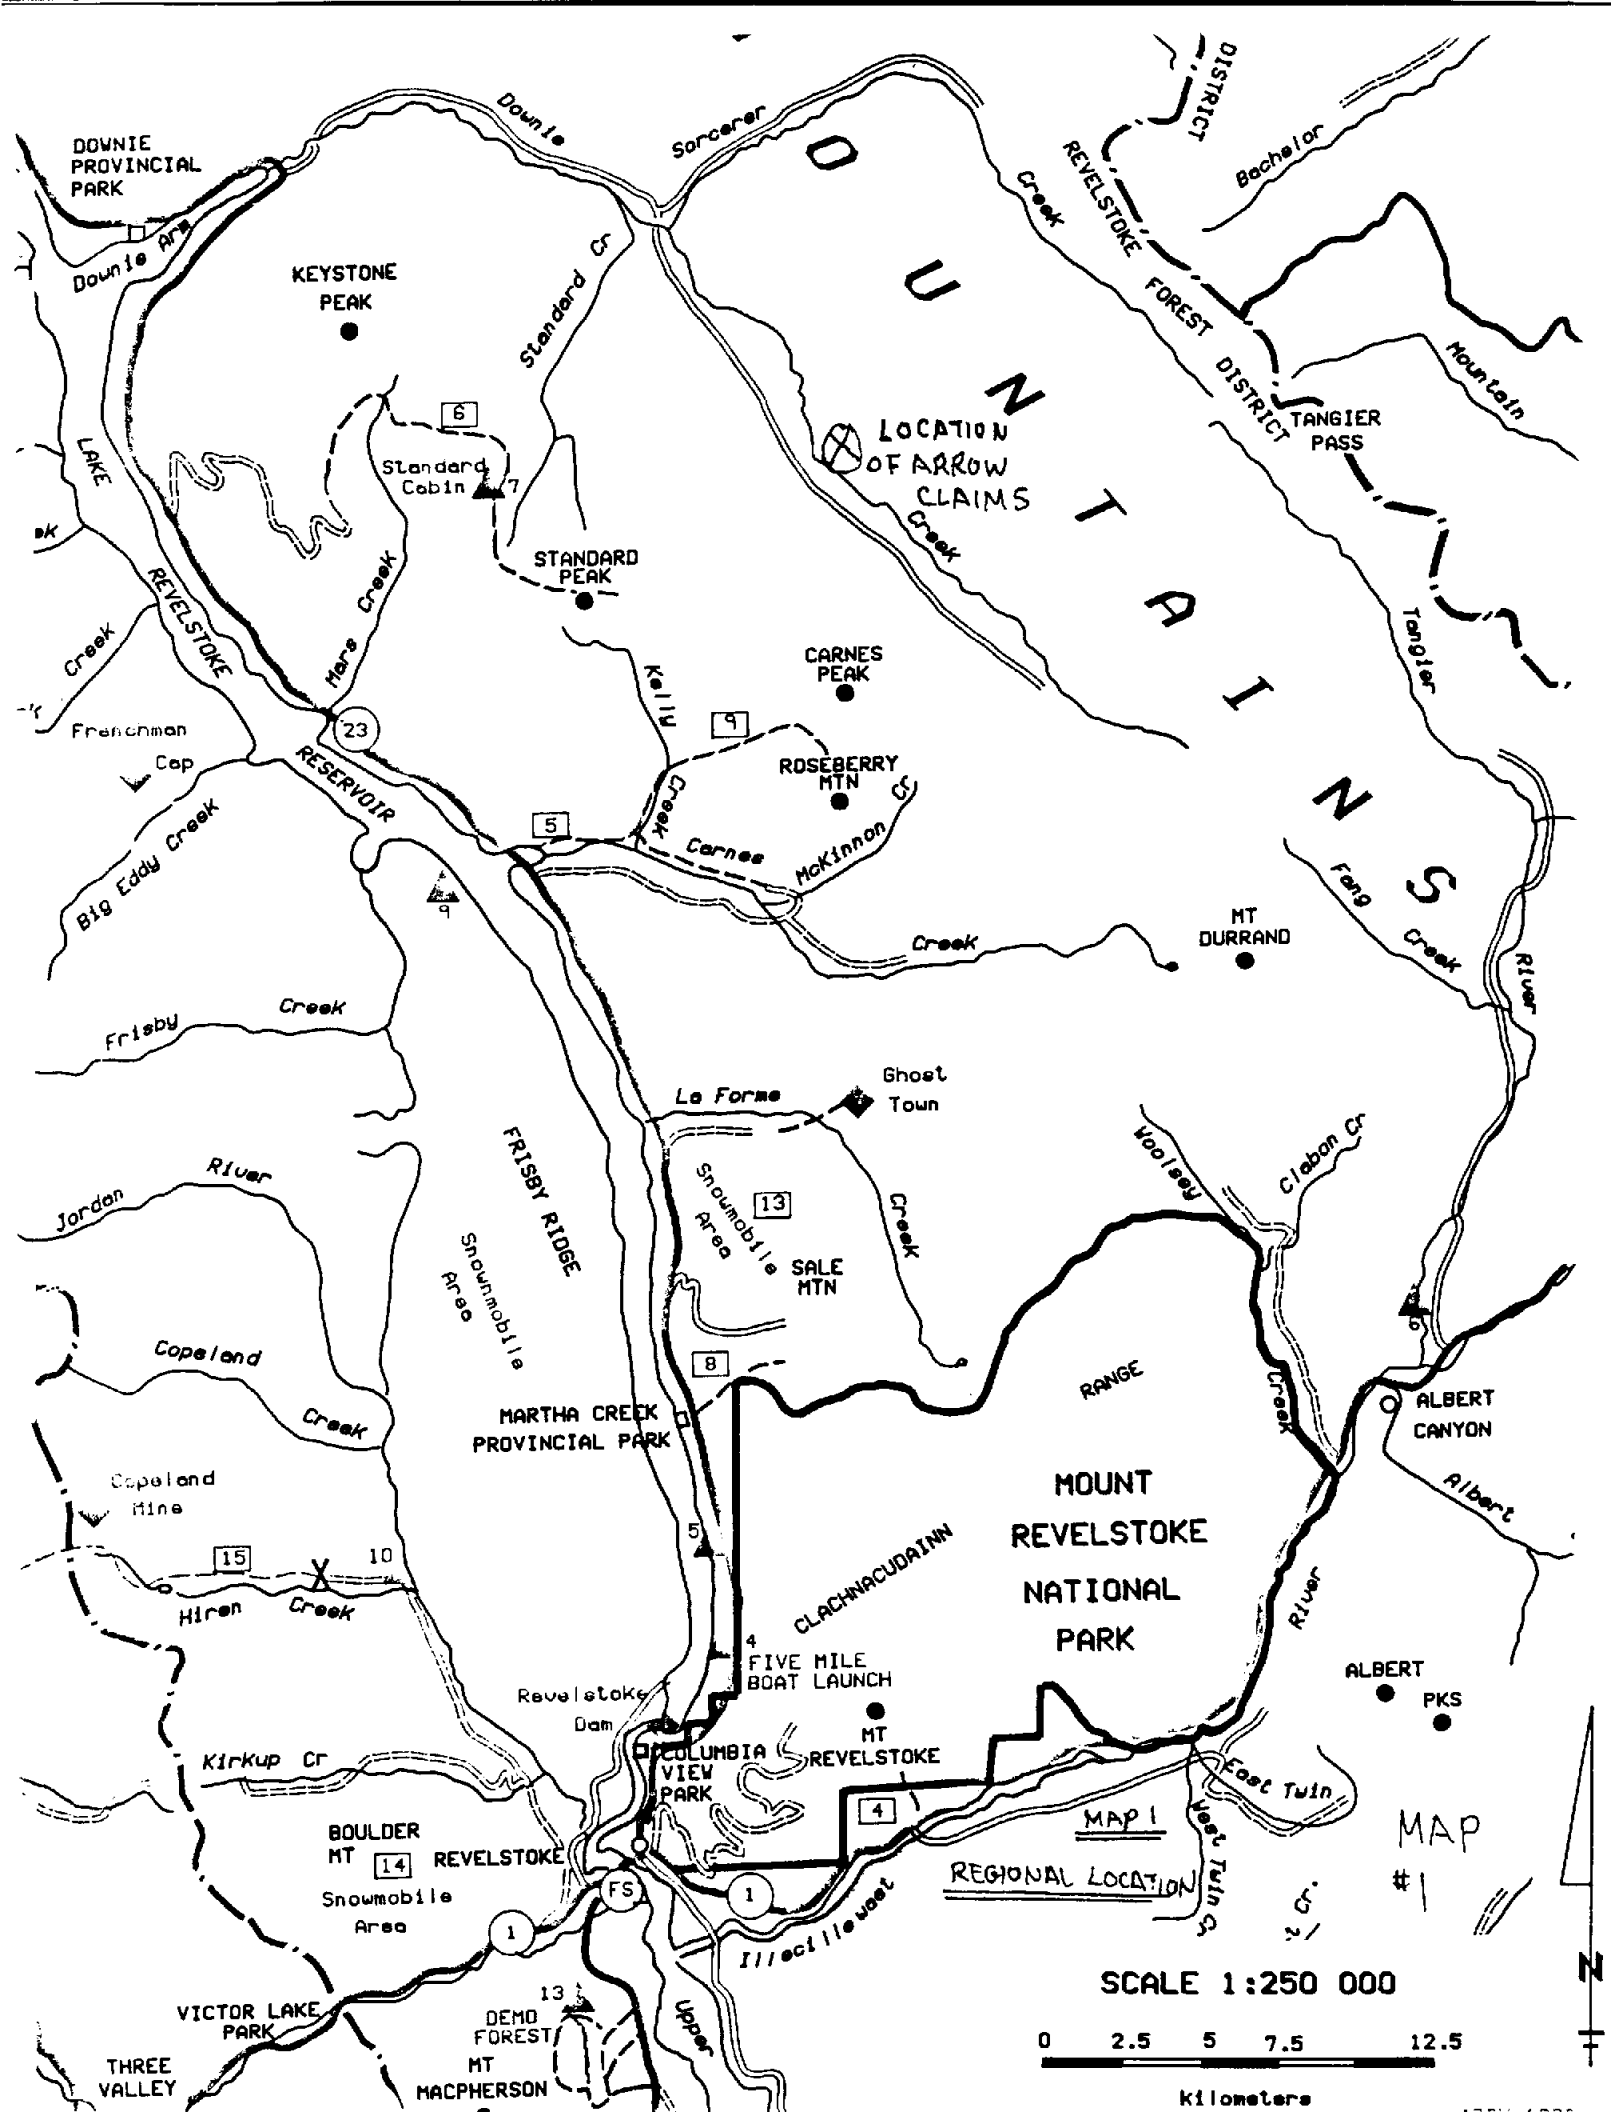 DISTRICT
DISTRICT
Downie
Sorcerer
Creek
Bachelor
DOWNIE
PROVINCIAL
PARK
Downie Arm
REVELSTOKE FOREST DISTRICT
O U N T A I N S
KEYSTONE
PEAK
Standard Cr
Mountain
TANGIER
PASS
6
LOCATION
OF ARROW
CLAIMS
Standard
Cabin
7
LAKE
REVELSTOKE
RESERVOIR
Creek
STANDARD
PEAK
Mars Creek
Creek
Tangier
River
Frenchman
Cap
23
Kelly
Creek
CARNES
PEAK
9
ROSEBERRY
MTN
McKinnon Cr
5
Carnes
Creek
Big Eddy Creek
9
Fang
Creek
MT
DURRAND
Frisby
Creek
Ghost
Town
La Forme
Creek
FRISBY RIDGE
Snowmobile
Area
13
SALE
MTN
Woolsey
Creek
Claban Cr
River
Jordan
Snowmobile
Area
Copeland
Creek
8
RANGE
CLACHNACUDAINN
MARTHA CREEK
PROVINCIAL PARK
ALBERT
CANYON
Albert
Copeland
Mine
MOUNT
REVELSTOKE
NATIONAL
PARK
5
15
10
Hiren
Creek
River
4
FIVE MILE
BOAT LAUNCH
ALBERT
PKS
Revelstoke
Dam
MT
REVELSTOKE
COLUMBIA
VIEW
PARK
Kirkup Cr
East Twin
West Twin Cr
4
MAP 1
REGIONAL LOCATION
MAP
#1
BOULDER
MT
14
REVELSTOKE
Snowmobile
Area
FS
1
1
Illecillewaet
Cr.
SCALE 1:250 000
N
VICTOR LAKE
PARK
13
DEMO
FOREST
Upper
0 2.5 5 7.5 12.5
Kilometers
THREE
VALLEY
MT
MACPHERSON